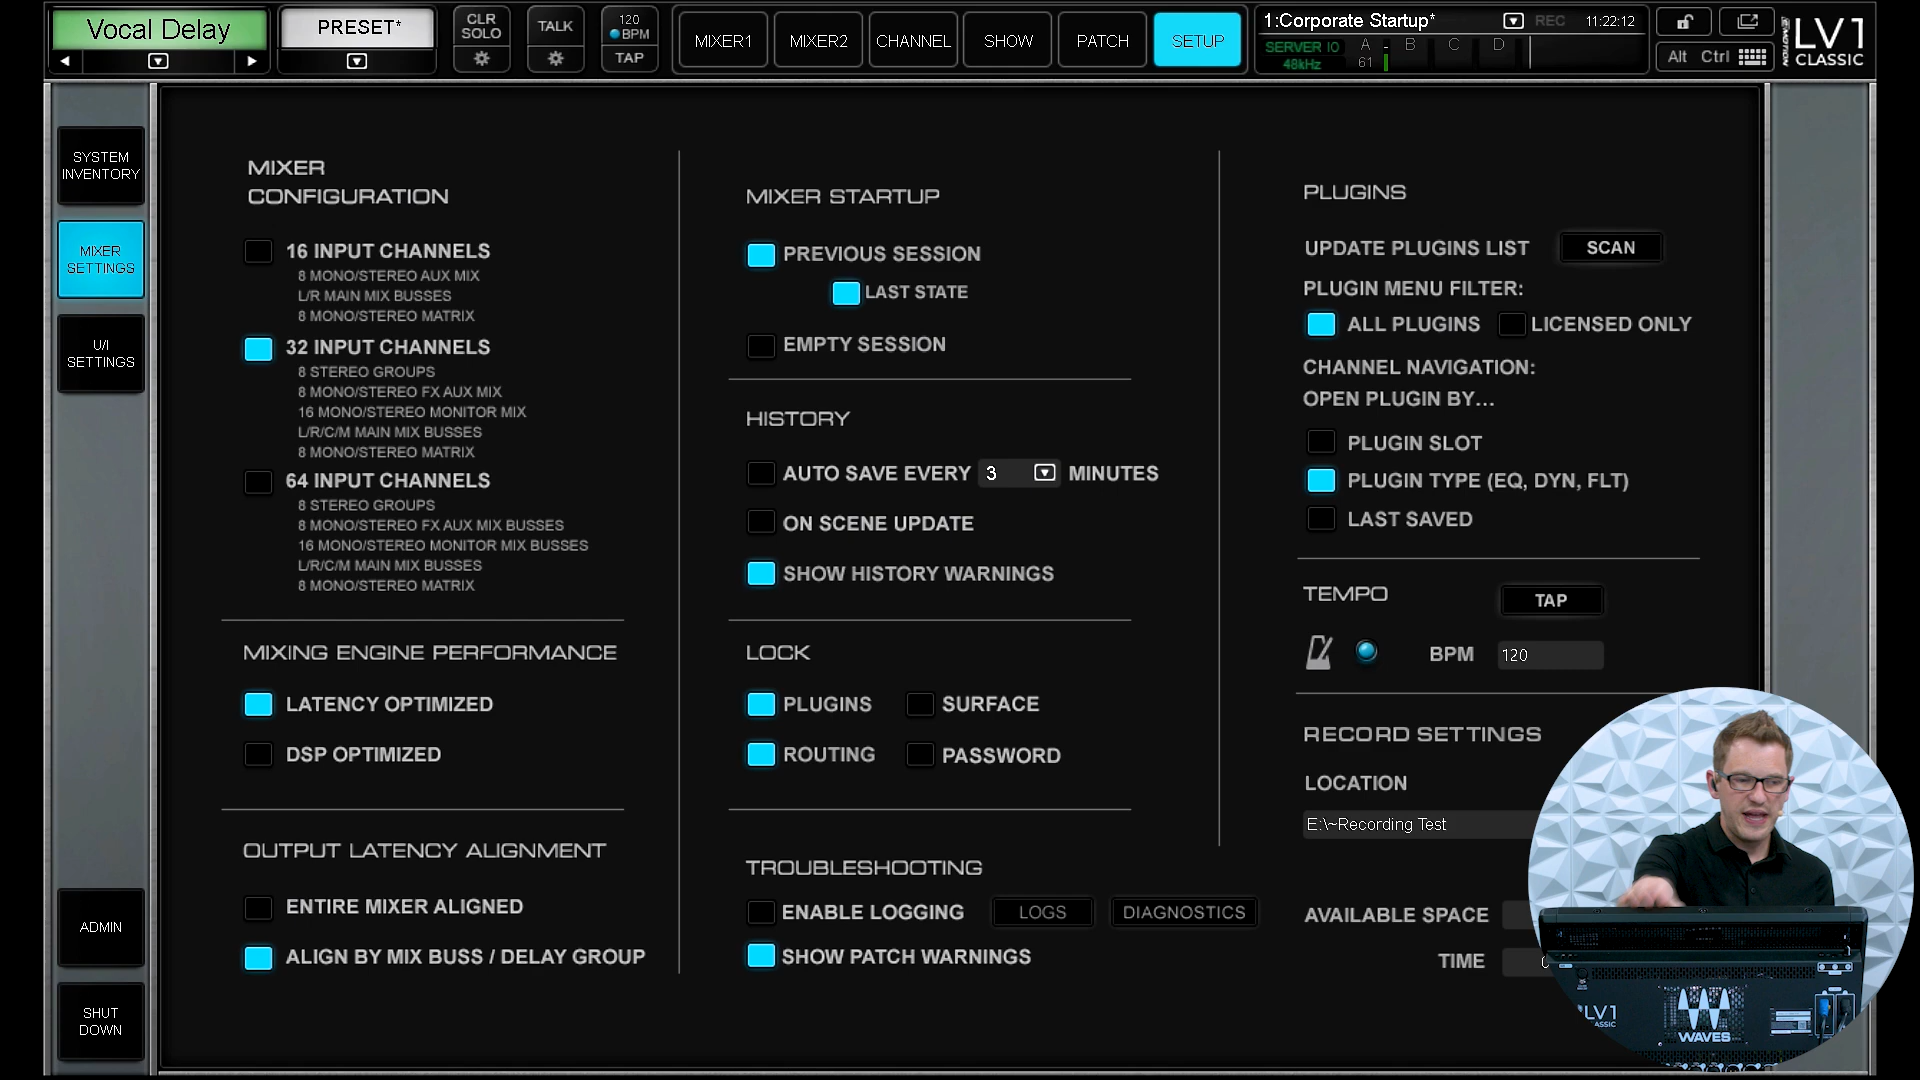 Vocal Delay
PRESET*
CLR
SOLO
TALK
120
BPM
TAP
MIXER1
MIXER2
CHANNEL
SHOW
PATCH
SETUP
1:Corporate Startup*
REC
11:22:12
SERVER IO
48kHz
A - B C D
61
Alt Ctrl
EMOTION
LV1
CLASSIC
SYSTEM
INVENTORY
MIXER
SETTINGS
U/I
SETTINGS
ADMIN
SHUT
DOWN
MIXER
CONFIGURATION
16 INPUT CHANNELS
8 MONO/STEREO AUX MIX
L/R MAIN MIX BUSSES
8 MONO/STEREO MATRIX
32 INPUT CHANNELS
8 STEREO GROUPS
8 MONO/STEREO FX AUX MIX
16 MONO/STEREO MONITOR MIX
L/R/C/M MAIN MIX BUSSES
8 MONO/STEREO MATRIX
64 INPUT CHANNELS
8 STEREO GROUPS
8 MONO/STEREO FX AUX MIX BUSSES
16 MONO/STEREO MONITOR MIX BUSSES
L/R/C/M MAIN MIX BUSSES
8 MONO/STEREO MATRIX
MIXING ENGINE PERFORMANCE
LATENCY OPTIMIZED
DSP OPTIMIZED
OUTPUT LATENCY ALIGNMENT
ENTIRE MIXER ALIGNED
ALIGN BY MIX BUSS / DELAY GROUP
MIXER STARTUP
PREVIOUS SESSION
LAST STATE
EMPTY SESSION
HISTORY
AUTO SAVE EVERY 3 MINUTES
ON SCENE UPDATE
SHOW HISTORY WARNINGS
LOCK
PLUGINS SURFACE
ROUTING PASSWORD
TROUBLESHOOTING
ENABLE LOGGING LOGS DIAGNOSTICS
SHOW PATCH WARNINGS
PLUGINS
UPDATE PLUGINS LIST SCAN
PLUGIN MENU FILTER:
ALL PLUGINS LICENSED ONLY
CHANNEL NAVIGATION:
OPEN PLUGIN BY...
PLUGIN SLOT
PLUGIN TYPE (EQ, DYN, FLT)
LAST SAVED
TEMPO TAP
BPM 120
RECORD SETTINGS
LOCATION
E:\~Recording Test
AVAILABLE SPACE
TIME
LV1
WAVES